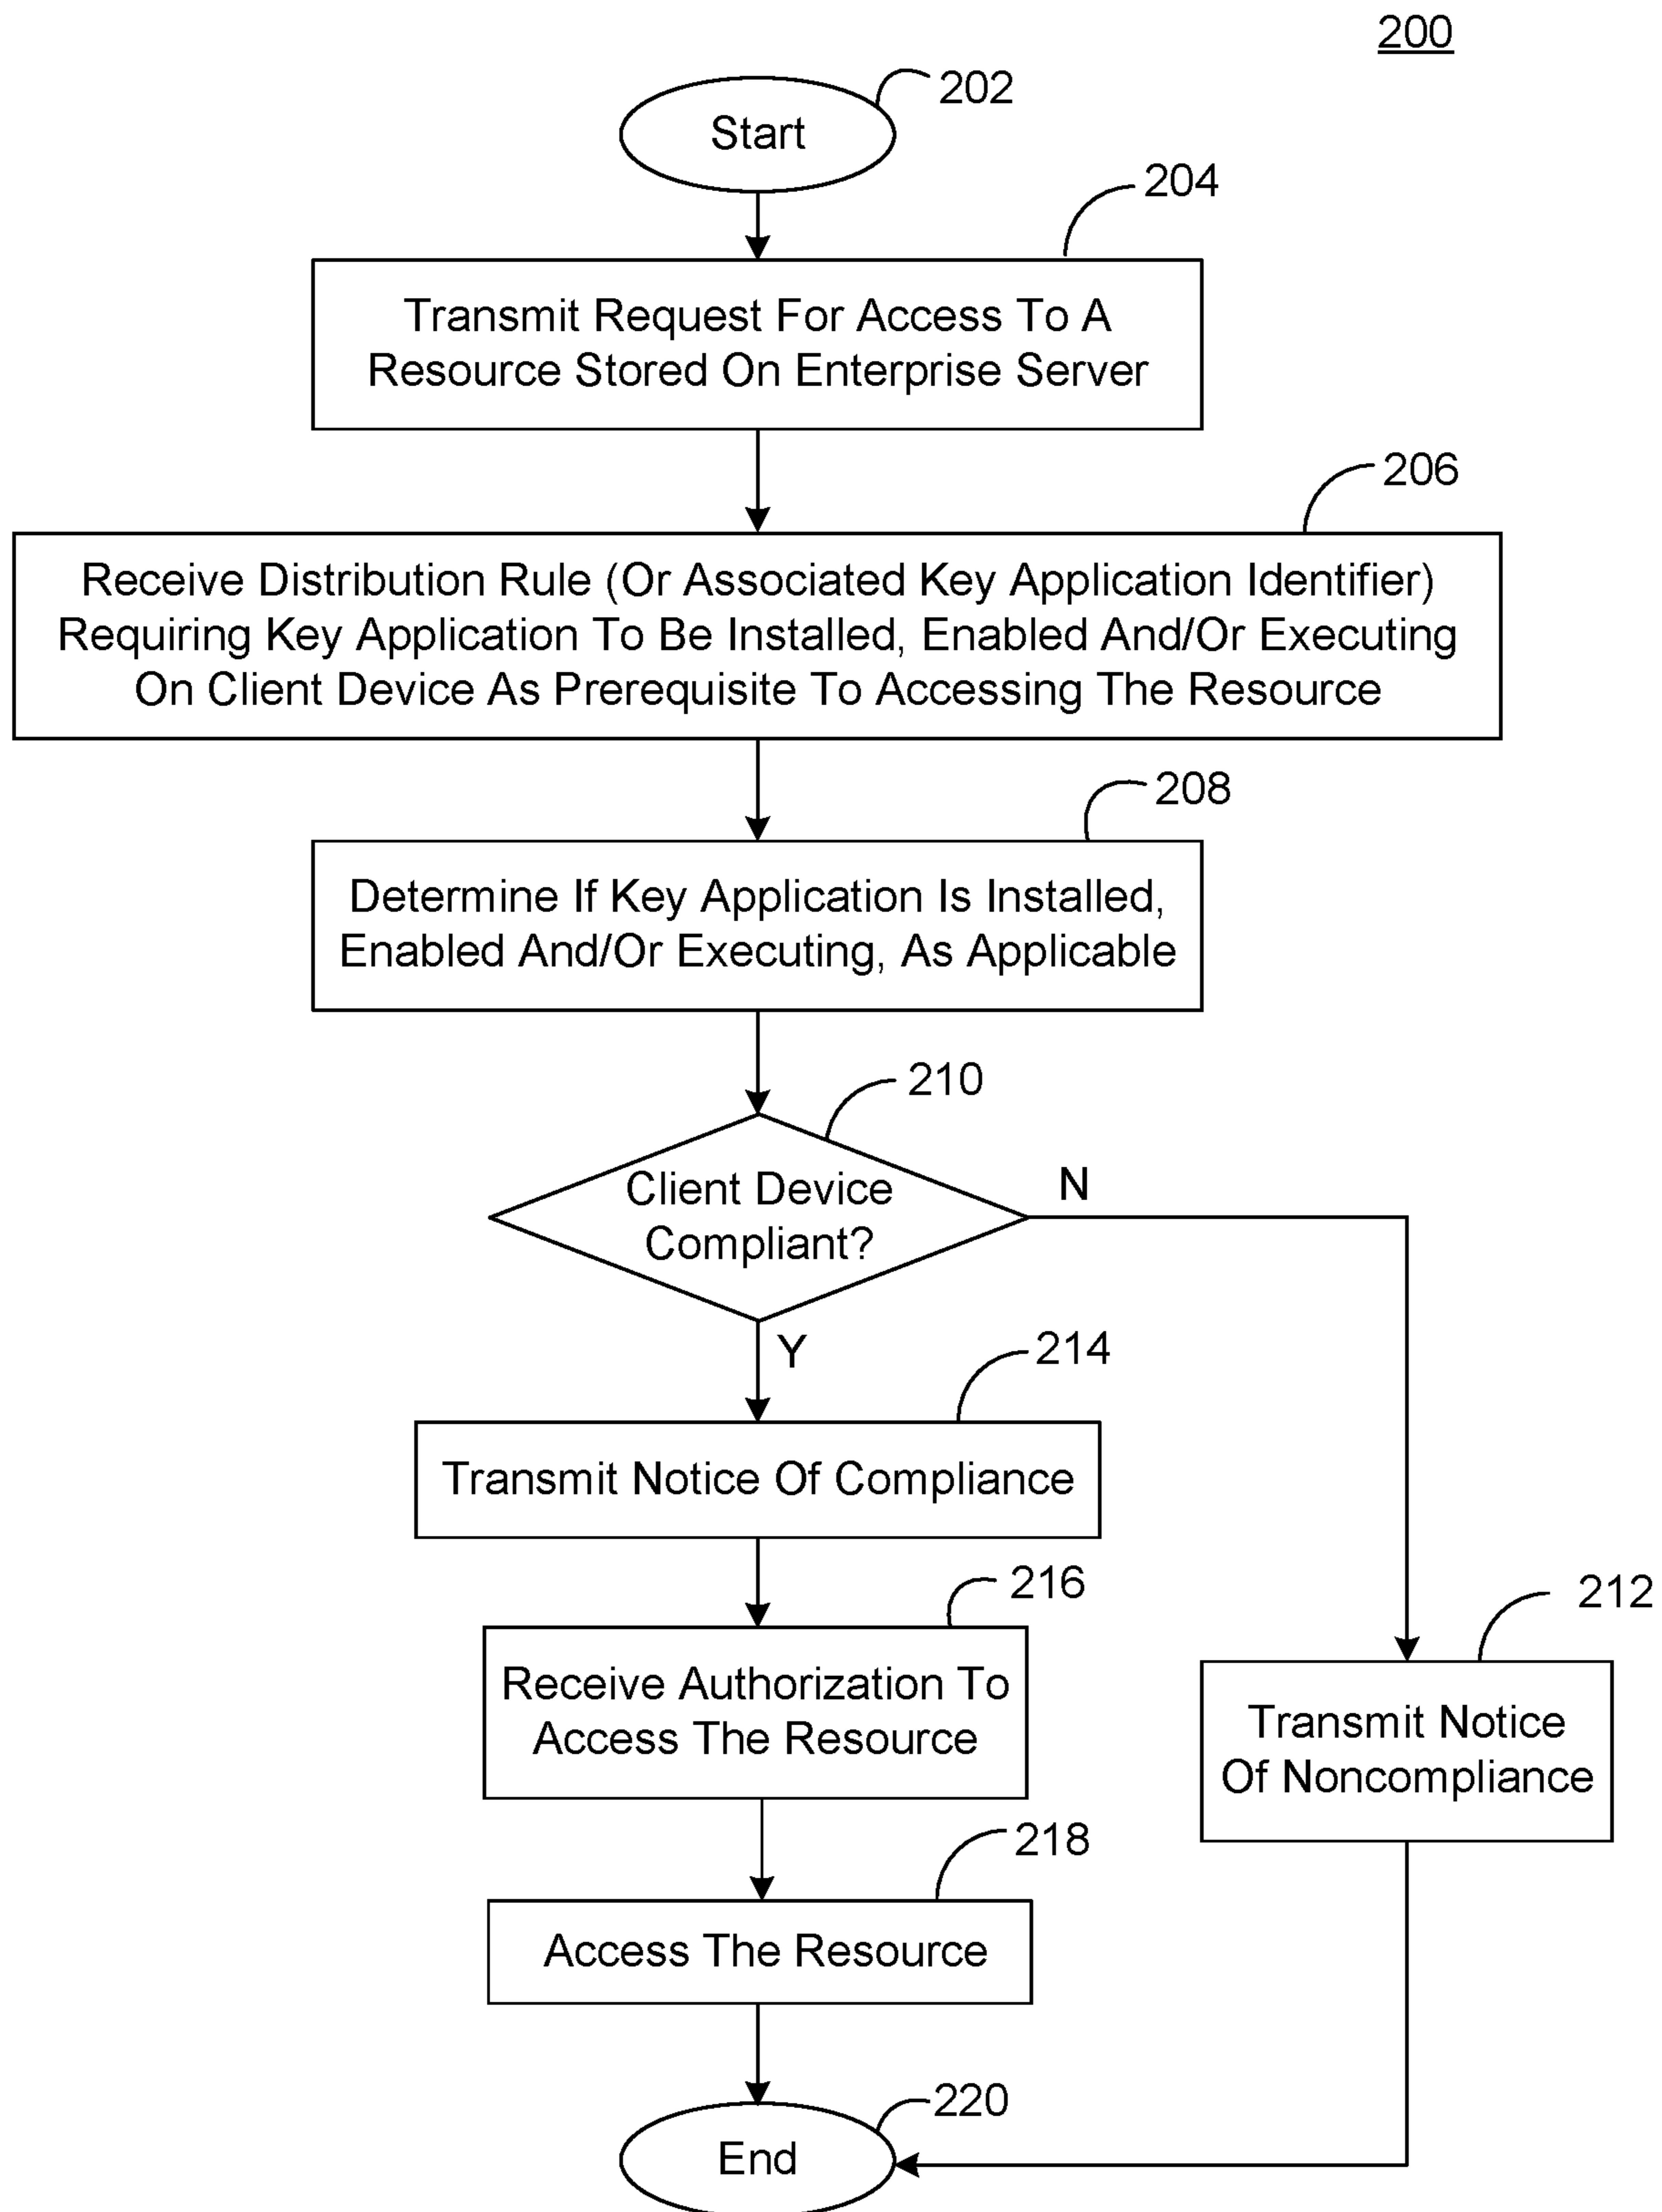 200
202
Start
204
Transmit Request For Access To A
Resource Stored On Enterprise Server
206
Receive Distribution Rule (Or Associated Key Application Identifier)
Requiring Key Application To Be Installed, Enabled And/Or Executing
On Client Device As Prerequisite To Accessing The Resource
208
Determine If Key Application Is Installed,
Enabled And/Or Executing, As Applicable
210
Client Device
Compliant?
N
Y
214
Transmit Notice Of Compliance
216
Receive Authorization To
Access The Resource
212
Transmit Notice
Of Noncompliance
218
Access The Resource
220
End